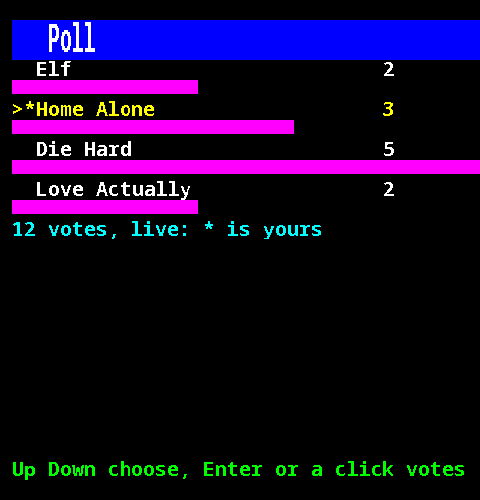 Poll
Elf 2
>*Home Alone 3
Die Hard 5
Love Actually 2
12 votes, live: * is yours
Up Down choose, Enter or a click votes